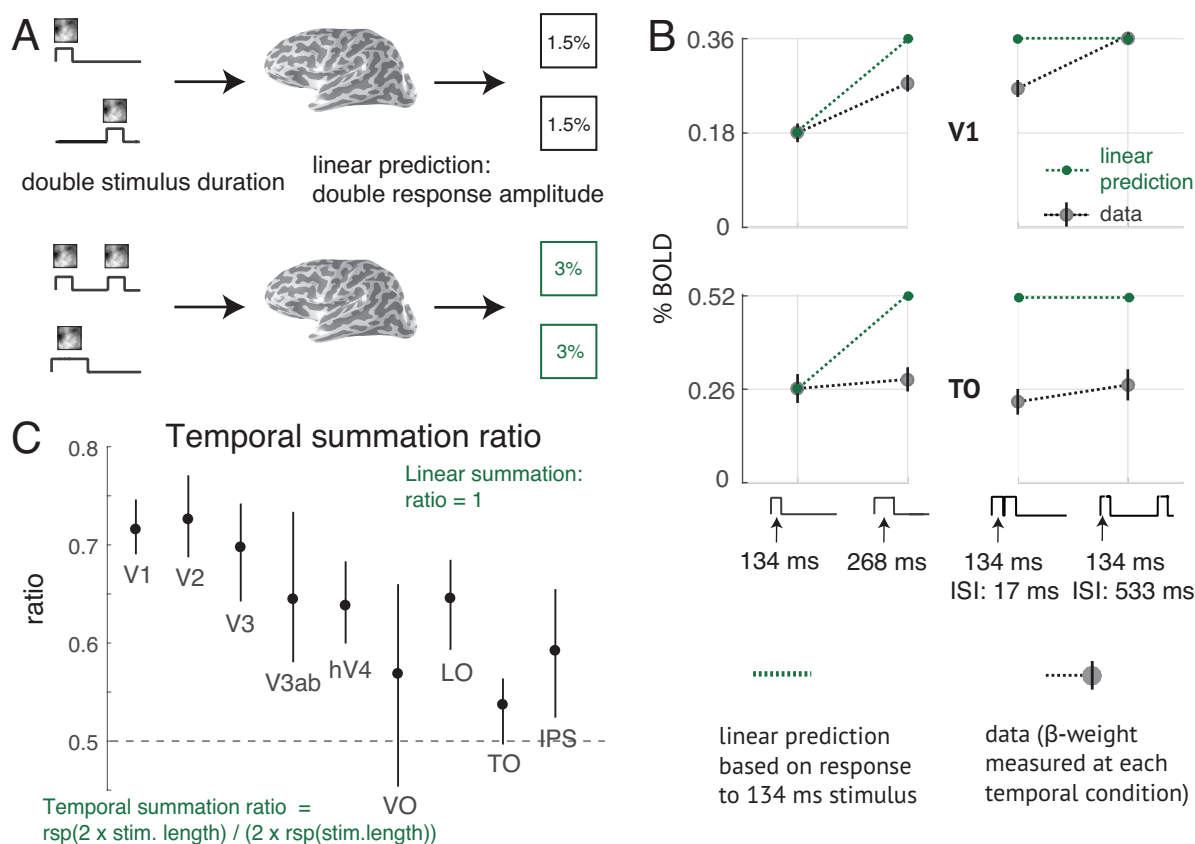 A
1.5%
1.5%
double stimulus duration
linear prediction:
double response amplitude
3%
3%
B
% BOLD
0.36
0.18
0
V1
linear
prediction
data
0.52
0.26
0
TO
134 ms
268 ms
134 ms
ISI: 17 ms
134 ms
ISI: 533 ms
linear prediction
based on response
to 134 ms stimulus
data (β-weight
measured at each
temporal condition)
C
Temporal summation ratio
Linear summation:
ratio = 1
ratio
0.8
0.7
0.6
0.5
V1
V2
V3
V3ab
hV4
VO
LO
TO
IPS
Temporal summation ratio =
rsp(2 x stim. length) / (2 x rsp(stim.length))